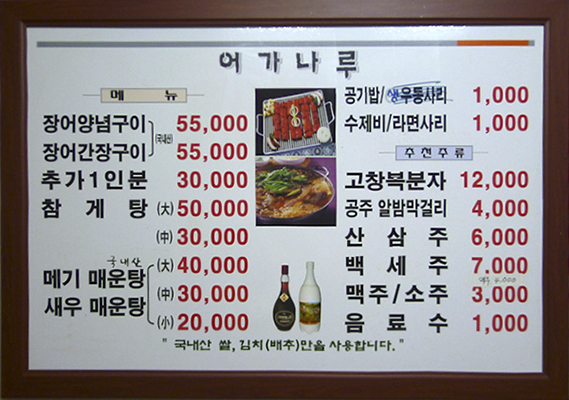 어가나루
메 뉴
장어양념구이 (국내산) 55,000
장어간장구이 55,000
추가1인분 30,000
참 게 탕 (大) 50,000
(中) 30,000
국내산
메기 매운탕 (大) 40,000
새우 매운탕 (中) 30,000
(小) 20,000
공기밥/생우동사리 1,000
수제비/라면사리 1,000
추천주류
고창복분자 12,000
공주 알밤막걸리 4,000
산 삼 주 6,000
백 세 주 7,000
맥주 4,000
맥주/소주 3,000
음 료 수 1,000
" 국내산 쌀, 김치(배추)만을 사용합니다. "